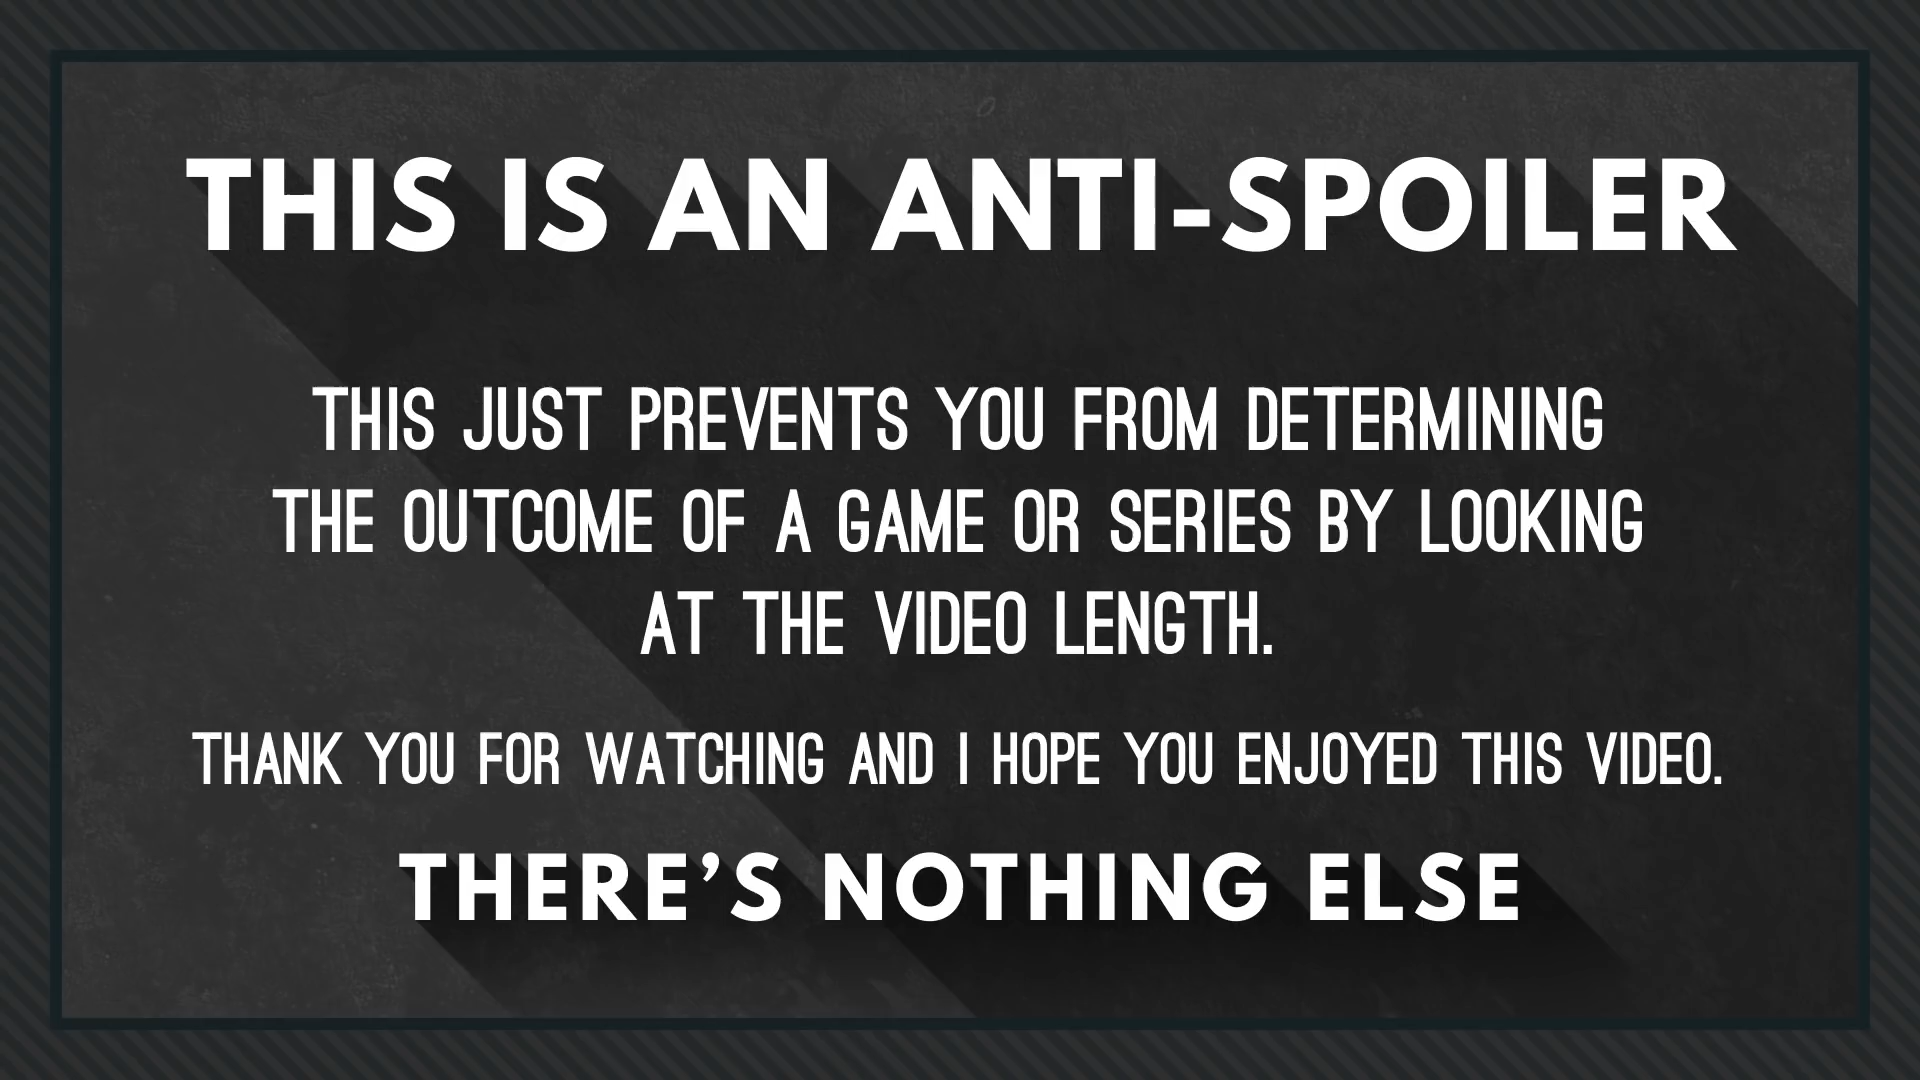 THIS IS AN ANTI-SPOILER
THIS JUST PREVENTS YOU FROM DETERMINING
THE OUTCOME OF A GAME OR SERIES BY LOOKING
AT THE VIDEO LENGTH.
THANK YOU FOR WATCHING AND I HOPE YOU ENJOYED THIS VIDEO.
THERE’S NOTHING ELSE